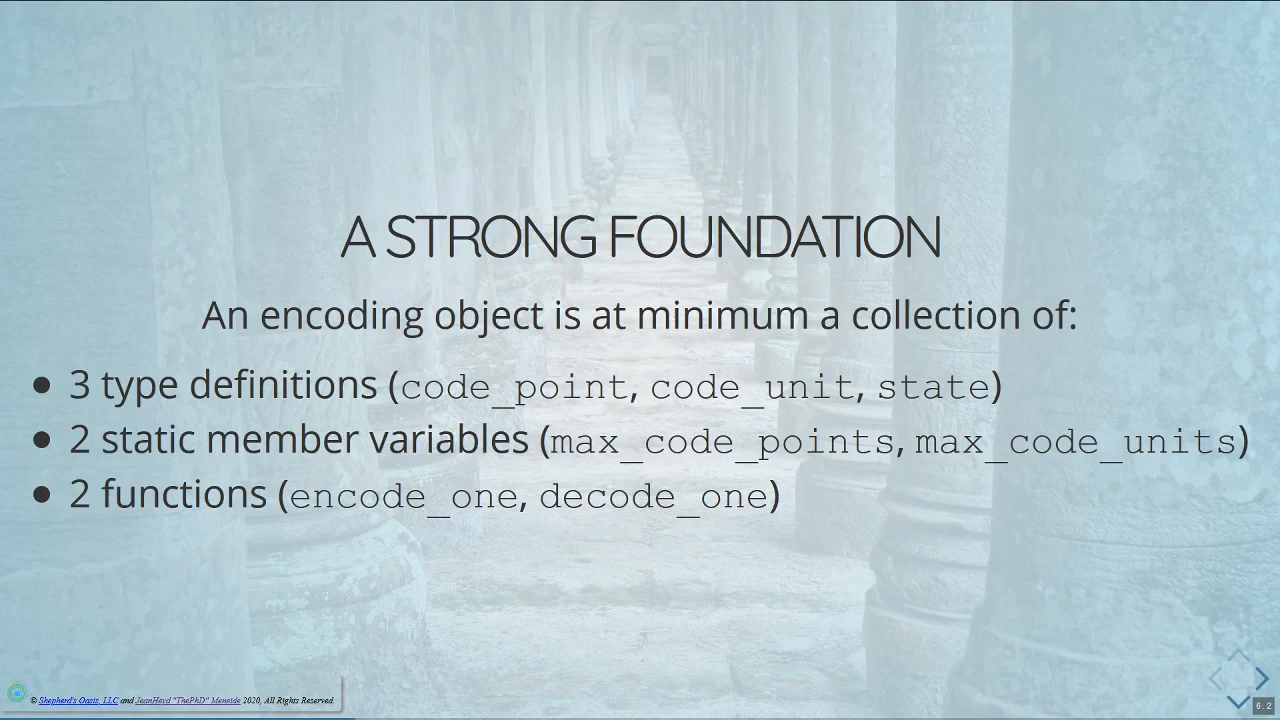 A STRONG FOUNDATION
An encoding object is at minimum a collection of:
● 3 type definitions (code_point, code_unit, state)
● 2 static member variables (max_code_points, max_code_units)
● 2 functions (encode_one, decode_one)
© Shepherd's Oasis, LLC and JeanHeyd "ThePhD" Meneide 2020, All Rights Reserved.
6.2